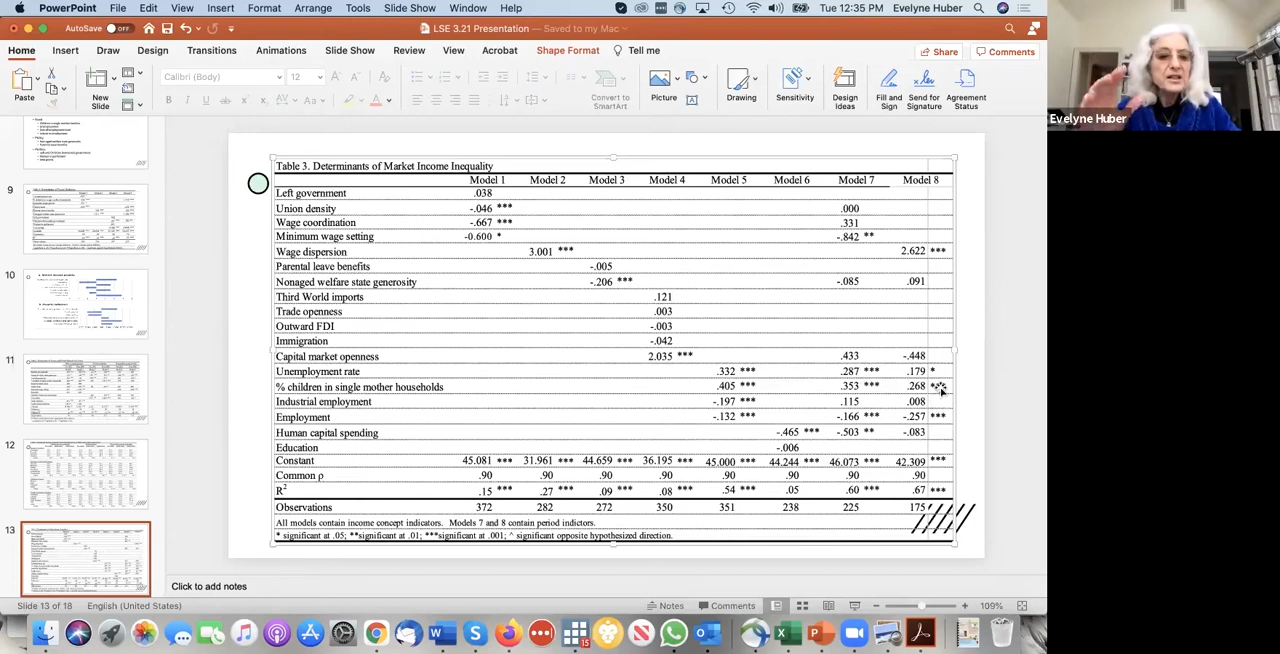 PowerPoint File Edit View Insert Format Arrange Tools Slide Show Window Help Tue 12:35 PM Evelyne Huber
AutoSave OFF LSE 3.21 Presentation — Saved to my Mac
Home Insert Draw Design Transitions Animations Slide Show Review View Acrobat Shape Format Tell me Share Comments
Calibri (Body) 12
Paste New Slide Convert to SmartArt Picture Drawing Sensitivity Design Fill and Sign Send for Signature Agreement Status
Evelyne Huber
9
10
11
12
13
Table 3. Determinants of Market Income
Model 1 Model 2 Model 3 Model 4 Model 5 Model 6 Model 7 Model 8
Left government .038
Union density *** .000
Wage coordination *** .331
Minimum wage setting -0.600 * -.842 **
Wage dispersion 3.001 *** 2.622 ***
Parental leave benefits -.005
Nonaged welfare state generosity -.206 *** -.085 .091
Third World imports .121
Trade openness .003
Outward FDI -.003
Immigration -.042
Capital market openness 2.035 *** .435 -.448
Unemployment rate *** .287 *** .179 *
% children in single mother households *** .353 *** .268 ***
Industrial employment *** .115 .008
Employment *** -.166 *** -.257 ***
Human capital spending -.465 *** -.503 ** -.083
Education -.006
Constant 45.081 *** 31.961 *** 44.659 *** 36.195 *** 45.000 *** 44.244 *** 46.073 *** 42.309 ***
Common ρ .90 .90 .90 .90 .90 .90 .90 .90
R2 .15 *** .27 *** .09 *** .08 *** .54 *** .05 .60 *** .67 ***
Observations 372 282 272 350 351 238 225 175
All models contain income concept indicators. Models and 8 contain period indicators.
* significant at .05; **significant at .01; ***significant at .001; ^ significant opposite hypothesized direction.
Click to add notes
Slide 13 of 18 English (United States) Notes Comments 109%
15